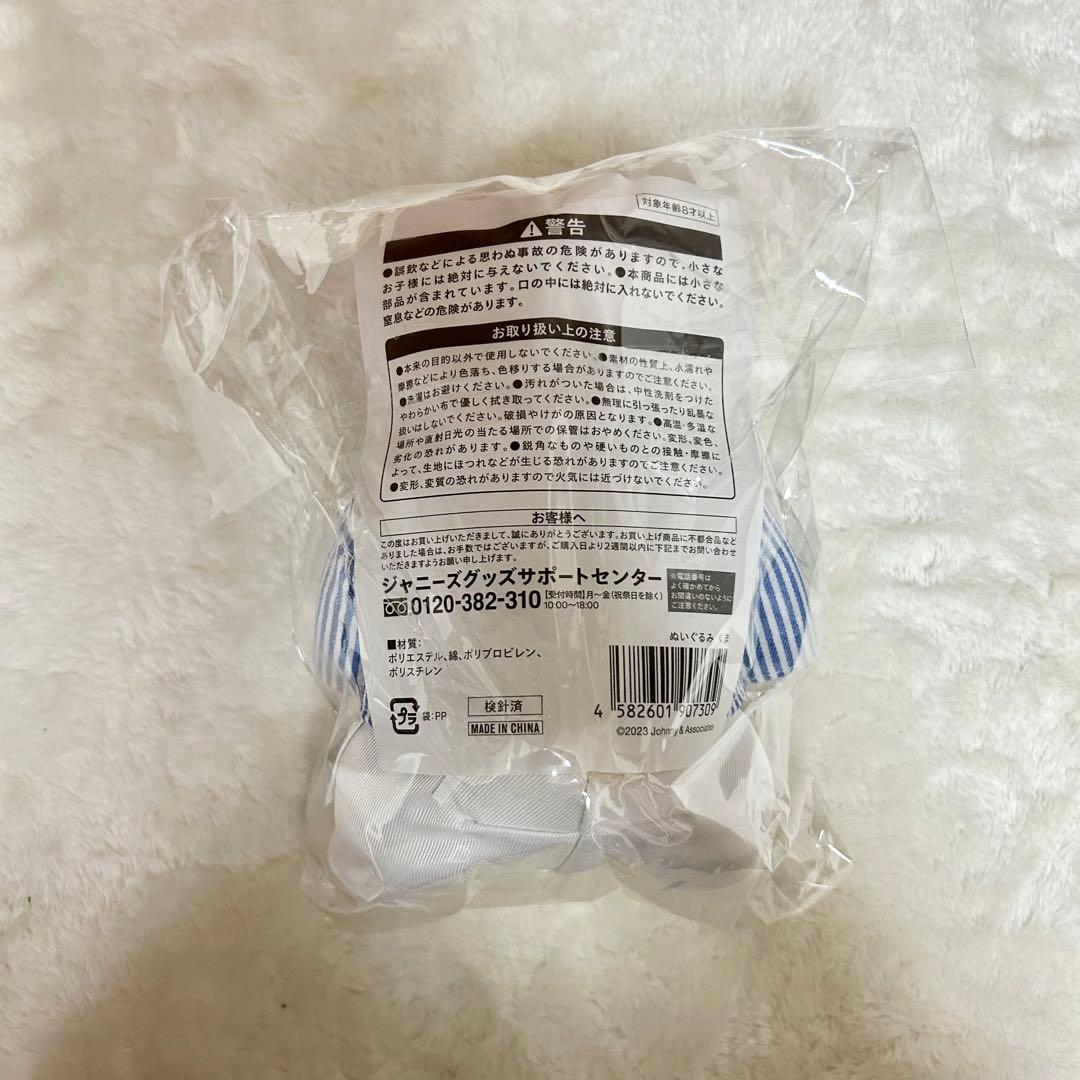 対象年齢8才以上
警告
●誤飲などによる思わぬ事故の危険がありますので、小さな
お子様には絶対に与えないでください。●本商品には小さな
部品が含まれています。口の中には絶対に入れないでください。
窒息などの危険があります。
お取り扱い上の注意
●本来の目的以外で使用しないでください。●素材の性質上、水濡れや
摩擦などにより色落ち、色移りする場合がありますのでご注意ください。
●洗濯はお避けください。●汚れがついた場合は、中性洗剤をつけた
やわらかい布で優しく拭き取ってください。●無理に引っ張ったり乱暴な
扱いはしないでください。破損やけがの原因となります。●高温・多湿な
場所や直射日光の当たる場所での保管はおやめください。変形、変色、
劣化の恐れがあります。●鋭角なものや硬いものとの接触・摩擦に
よって、生地にほつれなどが生じる恐れがありますのでご注意ください。
●変形、変質の恐れがありますので火気には近づけないでください。
お客様へ
この度はお買い上げいただきまして、誠にありがとうございます。お買い上げ商品に不都合品など
ありました場合は、お手数ではございますが、ご購入日より2週間以内に下記までお問い合わせ
いただきますようお願い申し上げます。
ジャニーズグッズサポートセンター
0120-382-310 【受付時間】月～金(祝祭日を除く) 10:00～18:00
※電話番号は
よく確かめてから
お間違いのないように
ご注意ください。
■材質:
ポリエステル、綿、ポリプロピレン、
ポリスチレン
プラ 袋:PP
検針済
MADE IN CHINA
ぬいぐるみ くま
4 582601 907309
©2023 Johnny & Associates